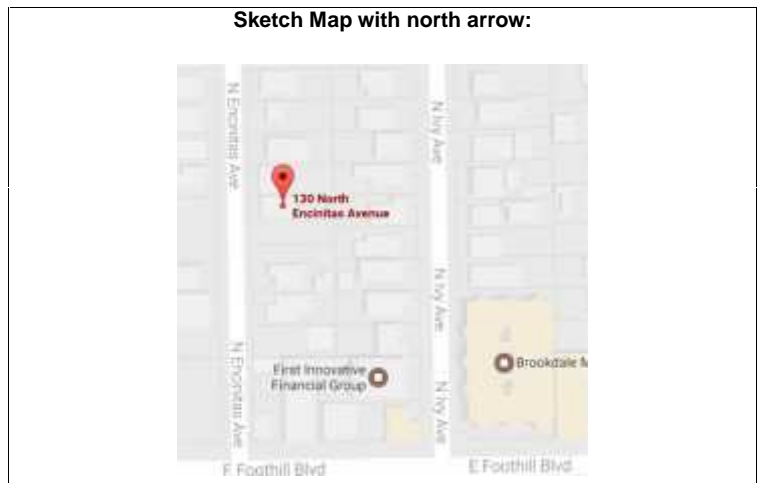 Sketch Map with north arrow:
N Encinitas Ave
N Ivy Ave
130 North
Encinitas Avenue
N Ivy Ave
N Encinitas Ave
First Innovative
Financial Group
Brookdale M
N Ivy Ave
E Foothill Blvd
E Foothill Blvd